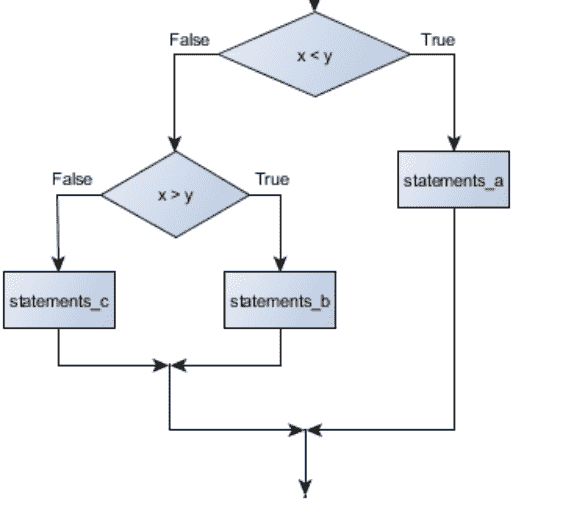 False
x < y
True
statements_a
False
x > y
True
statements_c
statements_b